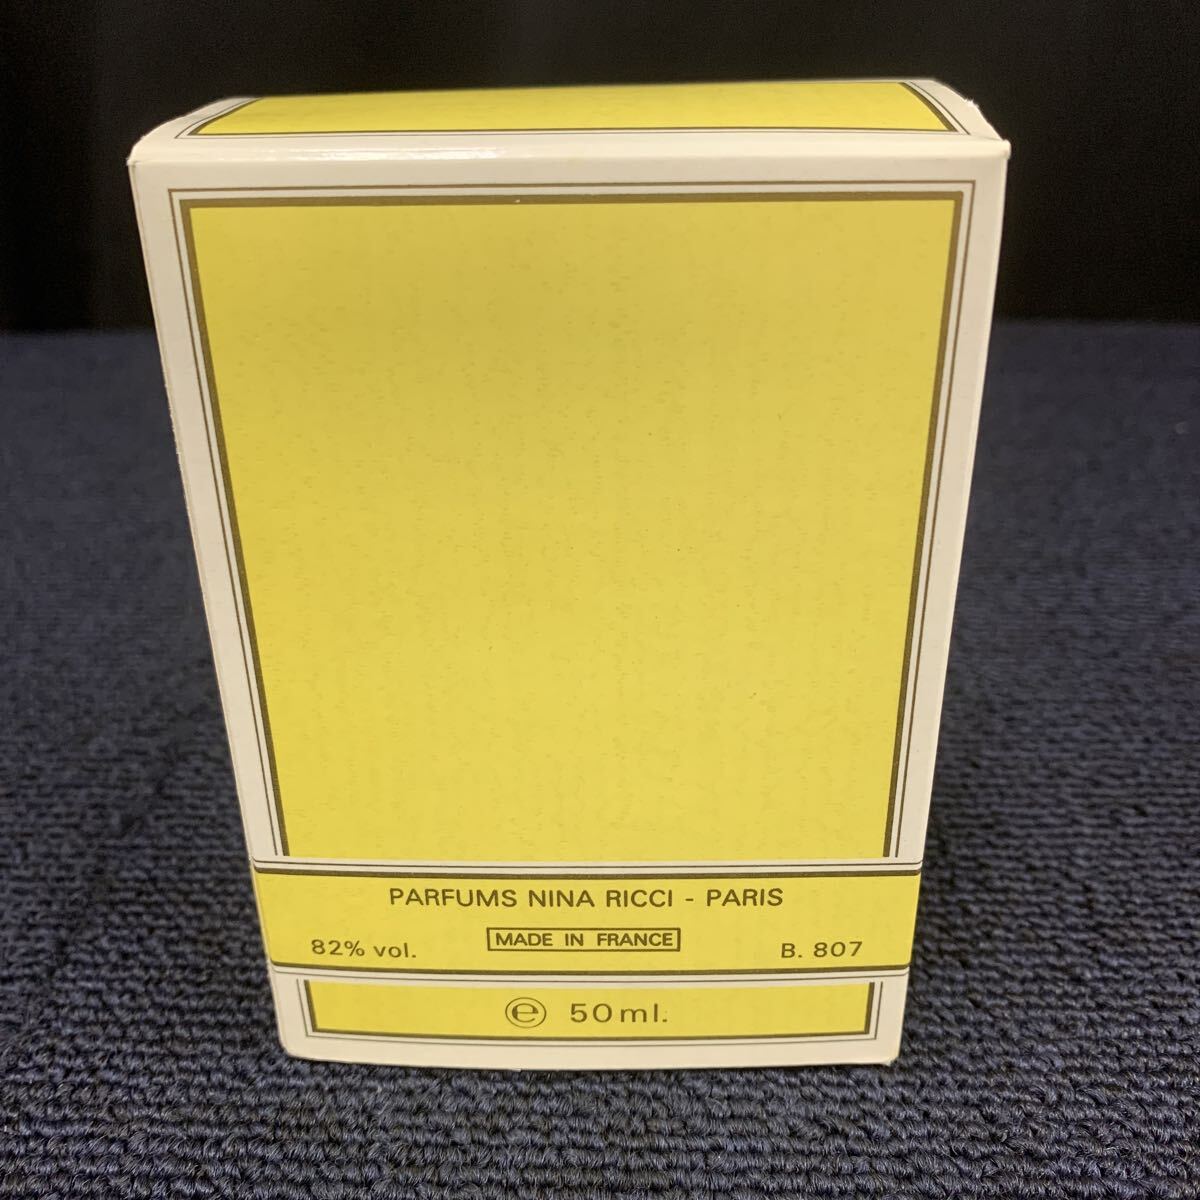 PARFUMS NINA RICCI - PARIS
82% vol. MADE IN FRANCE B. 807
℮ 50ml.